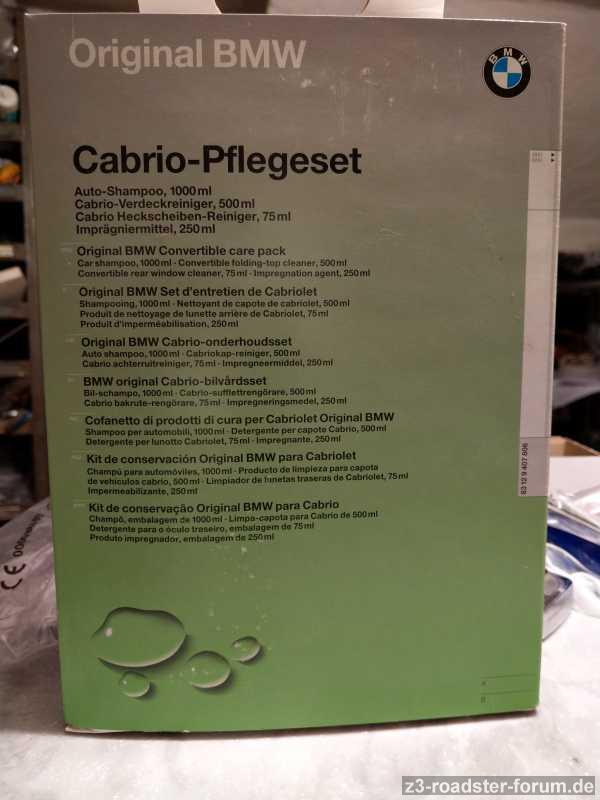 Original BMW
BMW
Cabrio-Pflegeset
Auto-Shampoo, 1000 ml
Cabrio-Verdeckreiniger, 500 ml
Cabrio Heckscheiben-Reiniger, 75 ml
Imprägniermittel, 250 ml
Original BMW Convertible care pack
Car shampoo, 1000 ml · Convertible folding-top cleaner, 500 ml
Convertible rear window cleaner, 75 ml · Impregnation agent, 250 ml
Original BMW Set d'entretien de Cabriolet
Shampooing, 1000 ml · Nettoyant de capote de cabriolet, 500 ml
Produit de nettoyage de lunette arrière de Cabriolet, 75 ml
Produit d'imperméabilisation, 250 ml
Original BMW Cabrio-onderhoudsset
Auto shampoo, 1000 ml · Cabriokap-reiniger, 500 ml
Cabrio achterruitreiniger, 75 ml · Impregneermiddel, 250 ml
BMW original Cabrio-bilvårdsset
Bil-schampo, 1000 ml · Cabrio-sufflettrengörare, 500 ml
Cabrio bakrute-rengörare, 75 ml · Impregneringsmedel, 250 ml
Cofanetto di prodotti di cura per Cabriolet Original BMW
Shampoo per automobili, 1000 ml · Detergente per capote Cabrio, 500 ml
Detergente per lunotto Cabriolet, 75 ml · Impregnante, 250 ml
Kit de conservación Original BMW para Cabriolet
Champú para automóviles, 1000 ml · Producto de limpieza para capota
de vehículos cabrio, 500 ml · Limpiador de lunetas traseras de Cabriolet, 75 ml
Impermeabilizante, 250 ml
Kit de conservação Original BMW para Cabrio
Champô, embalagem de 1000 ml · Limpa-capota para Cabrio de 500 ml
Detergente para o óculo traseiro, embalagem de 75 ml
Produto impregnador, embalagem de 250 ml
83 12 9 407 806
CE
z3-roadster-forum.de